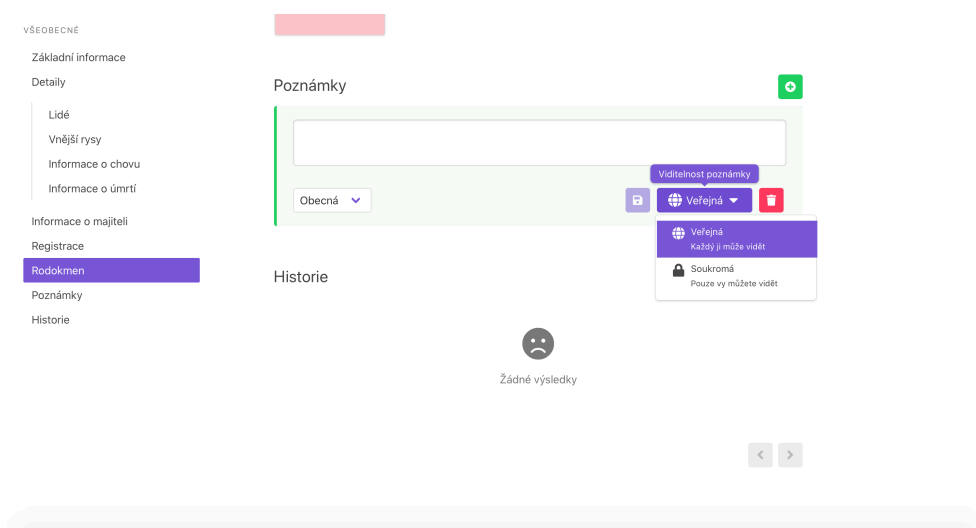 VŠEOBECNÉ
Základní informace
Detaily
Lidé
Vnější rysy
Informace o chovu
Informace o úmrtí
Informace o majiteli
Registrace
Rodokmen
Poznámky
Historie
Poznámky
Viditelnost poznámky
Obecná
Veřejná
Veřejná
Každý ji může vidět
Soukromá
Pouze vy můžete vidět
Historie
Žádné výsledky